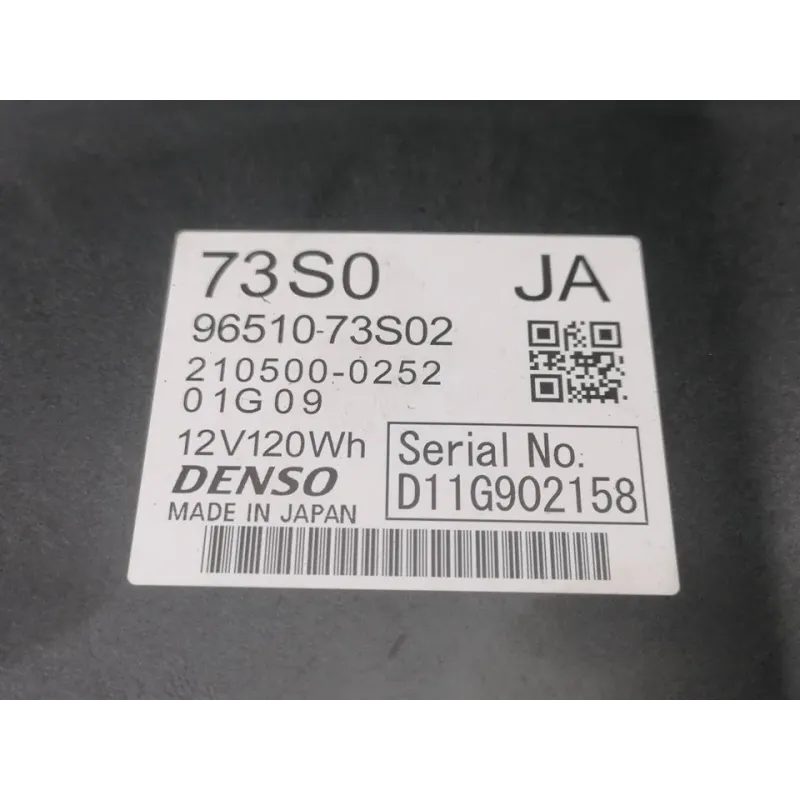 73S0 JA
96510-73S02
210500-0252
01G09
12V120Wh
DENSO
MADE IN JAPAN
Serial No.
D11G902158